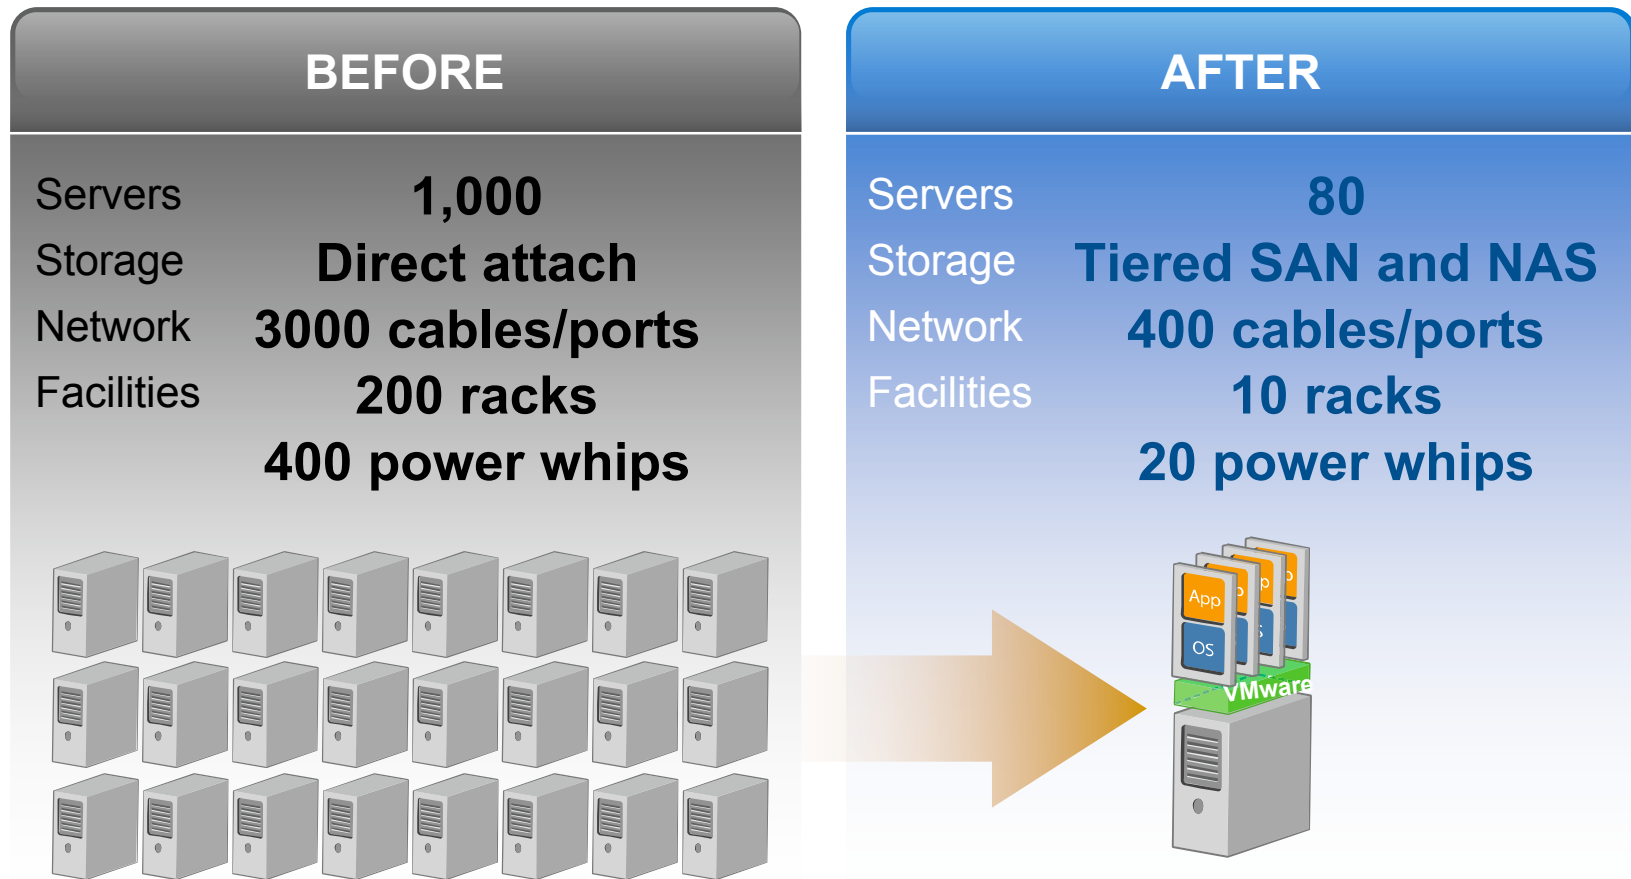 BEFORE
Servers 1,000
Storage Direct attach
Network 3000 cables/ports
Facilities 200 racks
400 power whips
AFTER
Servers 80
Storage Tiered SAN and NAS
Network 400 cables/ports
Facilities 10 racks
20 power whips
App
OS
VMware